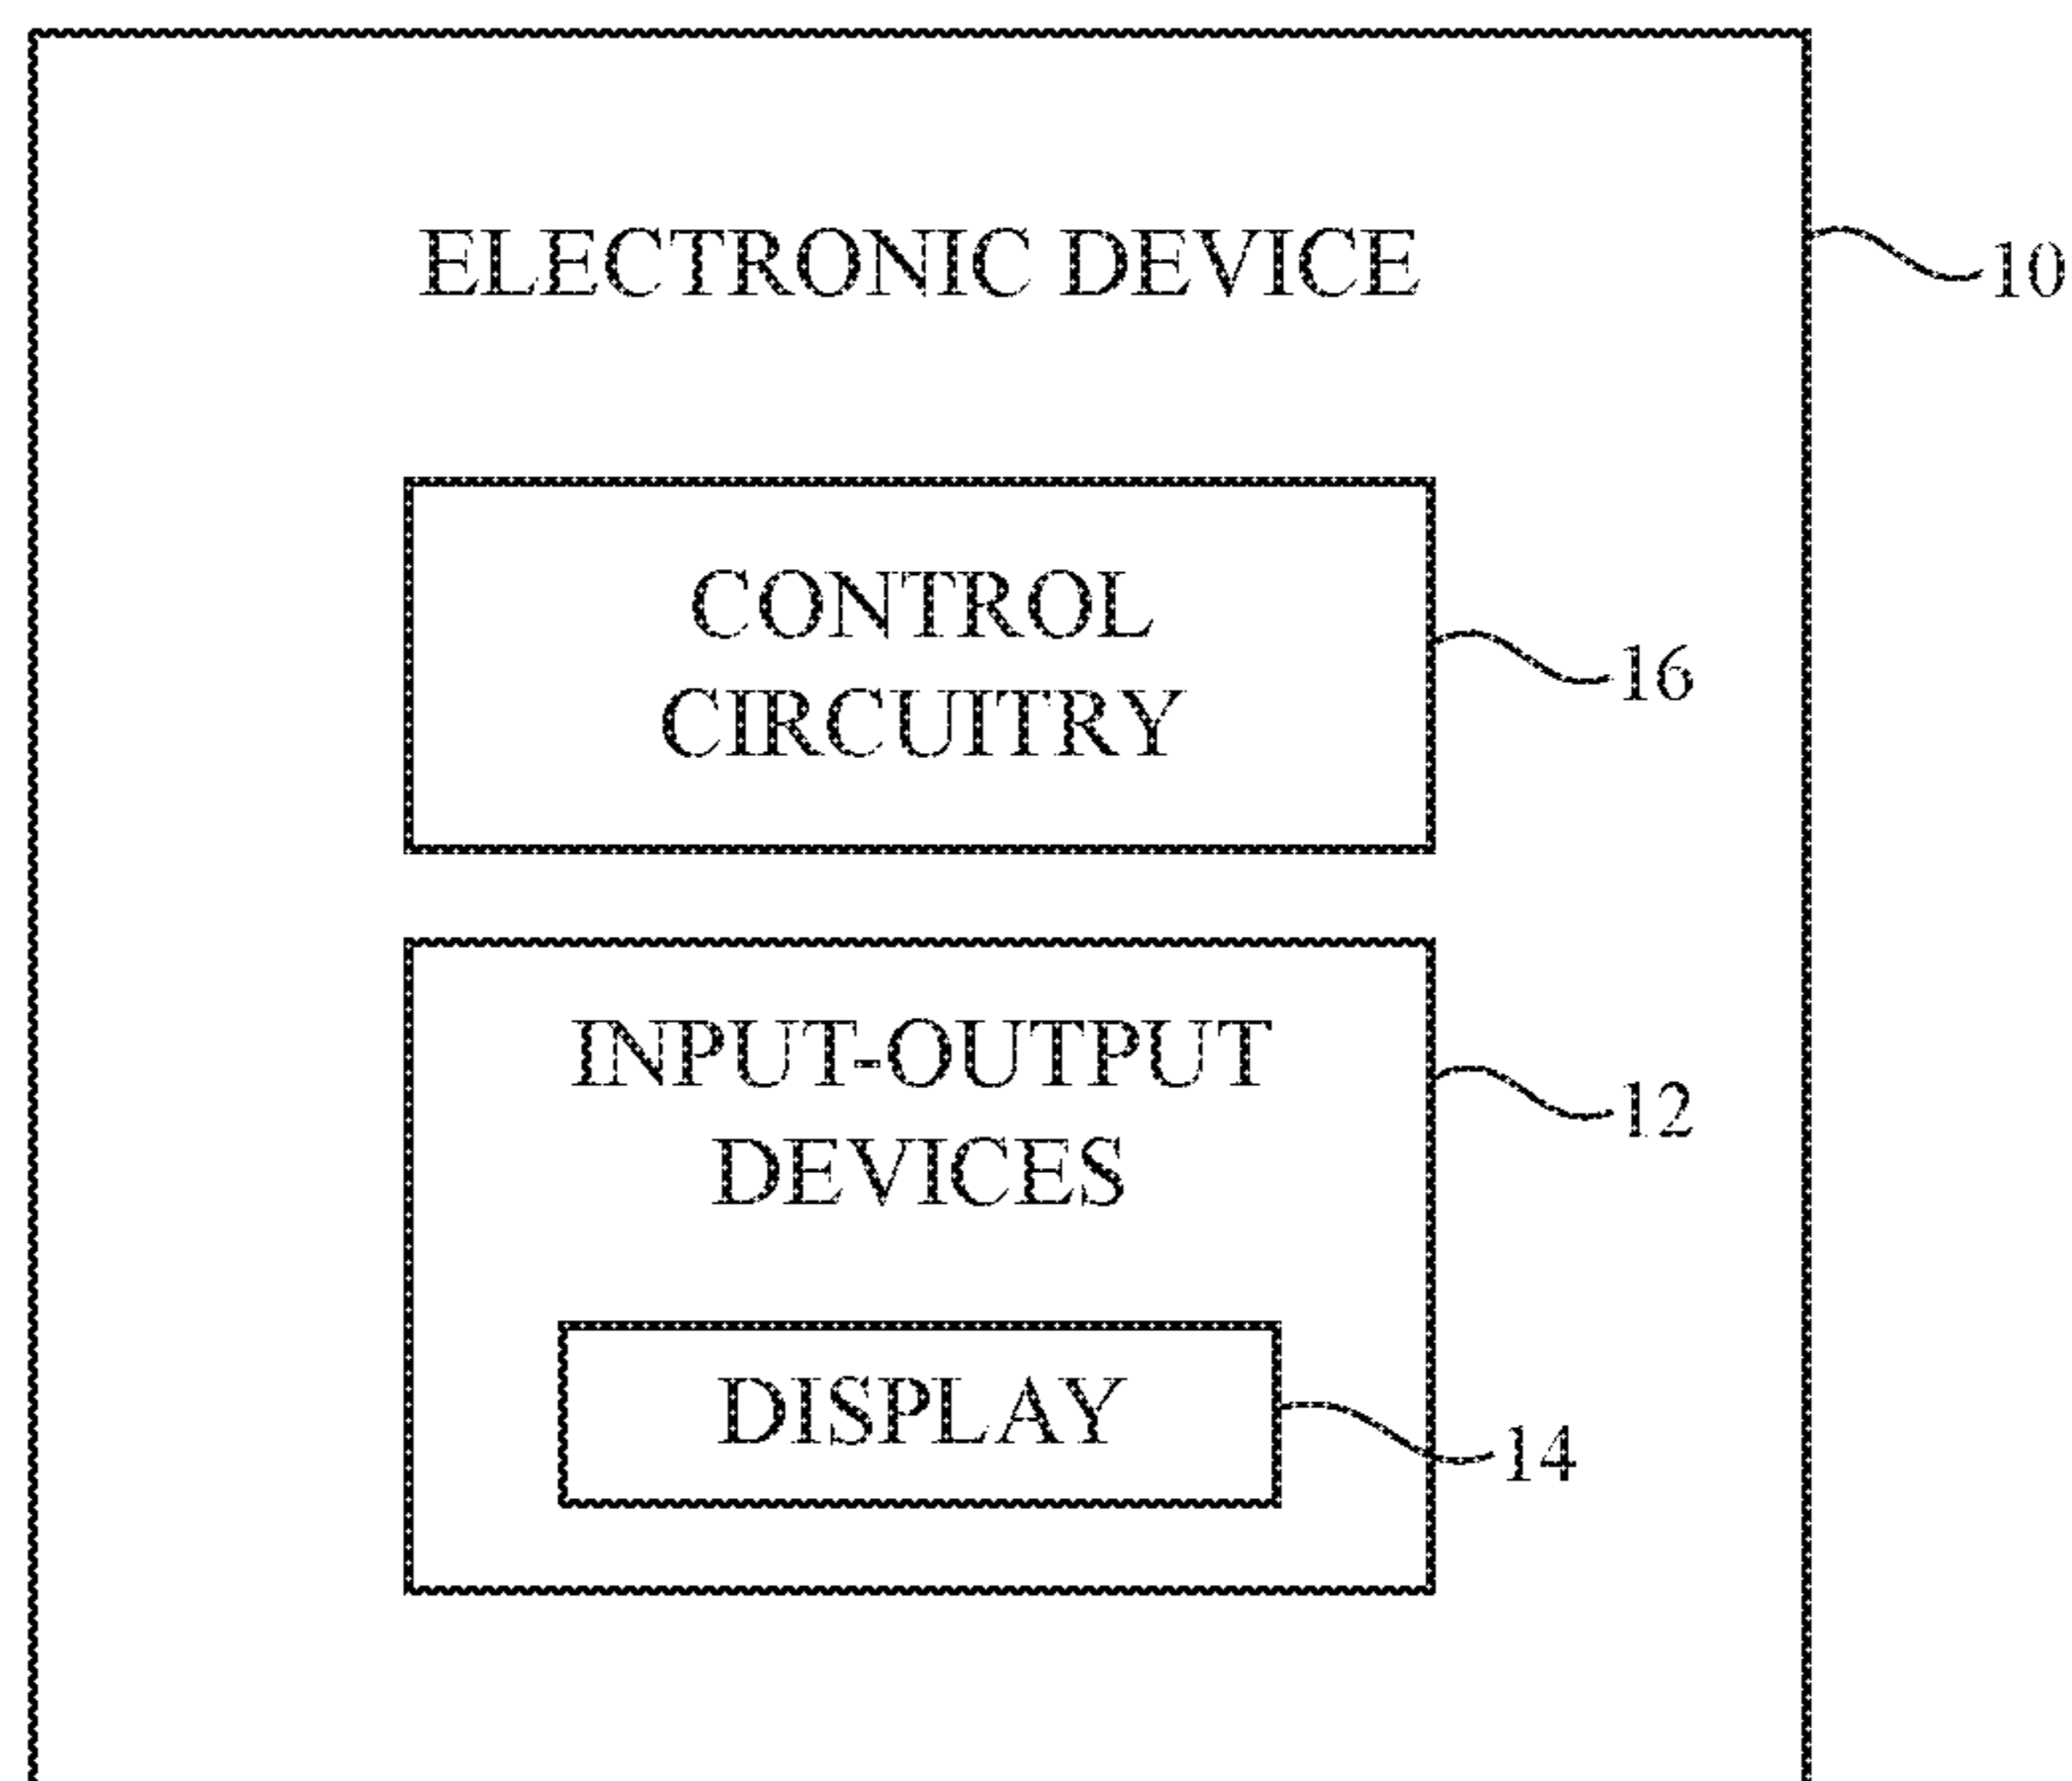 ELECTRONIC DEVICE
10
CONTROL
CIRCUITRY
16
INPUT-OUTPUT
DEVICES
12
DISPLAY
14